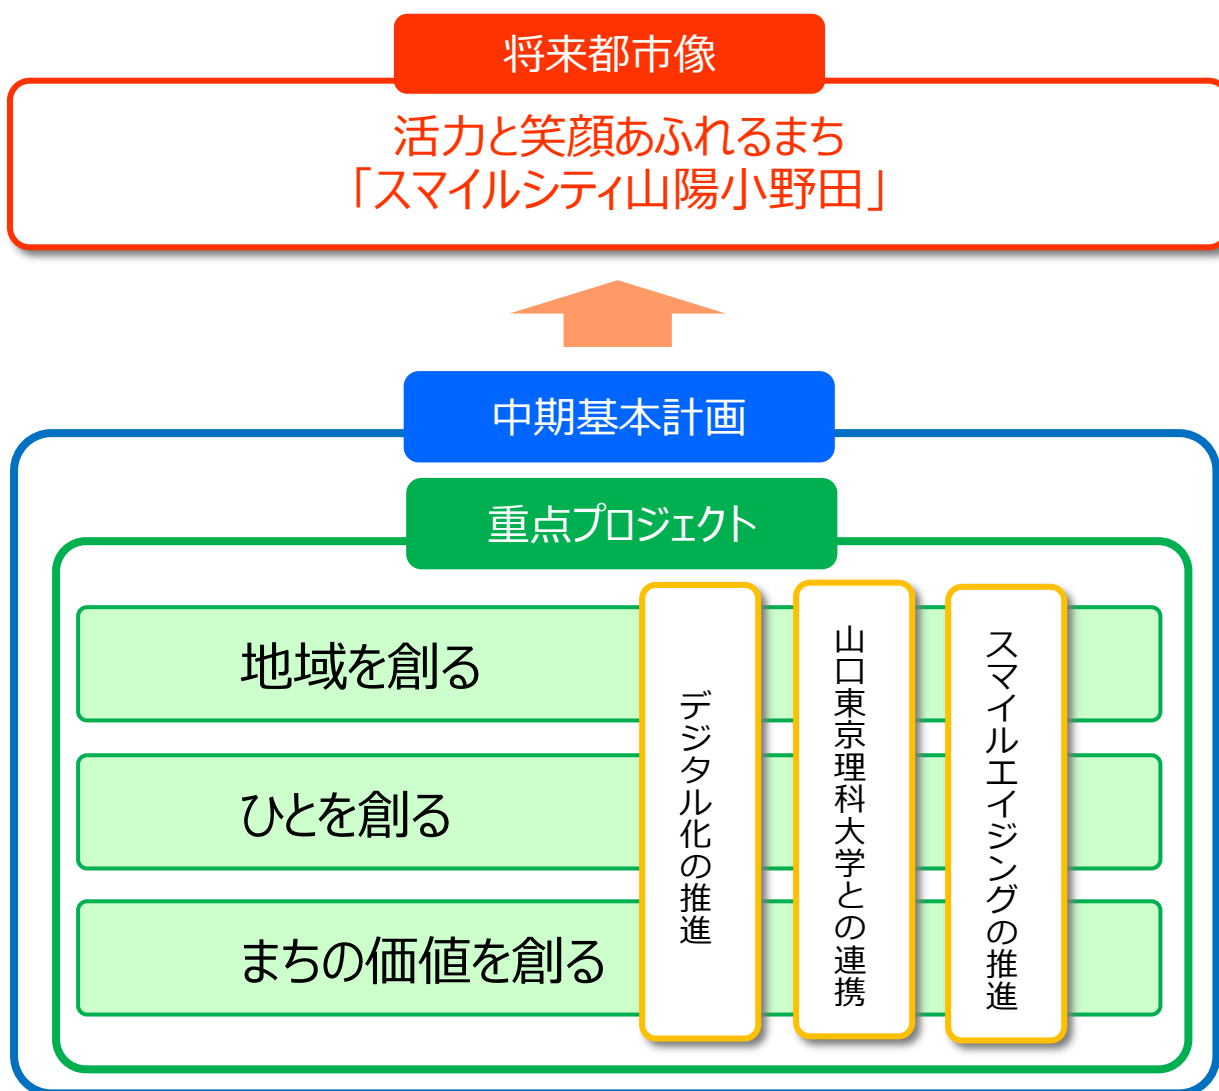 将来都市像
活力と笑顔あふれるまち
「スマイルシティ山陽小野田」
中期基本計画
重点プロジェクト
地域を創る
ひとを創る
まちの価値を創る
デジタル化の推進
山口東京理科大学との連携
スマイルエイジングの推進